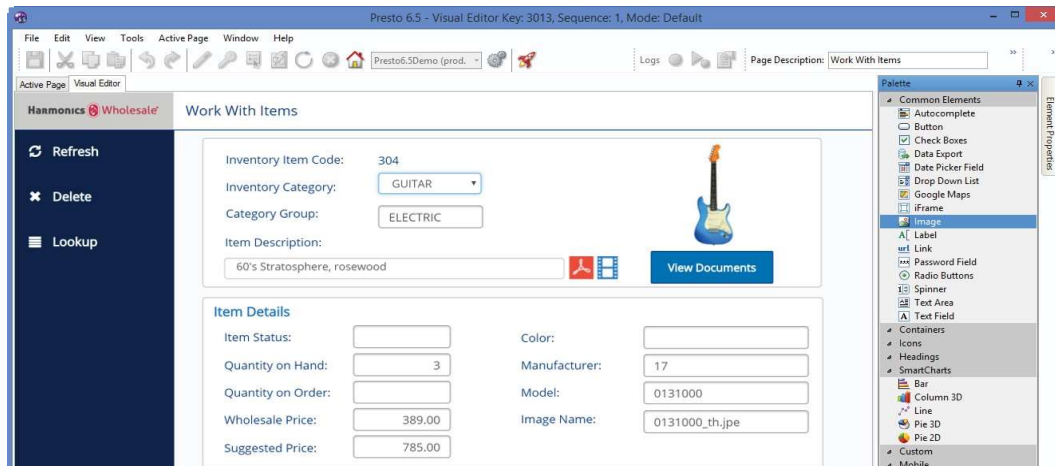 Presto 6.5 - Visual Editor Key: 3013, Sequence: 1, Mode: Default
File Edit View Tools Active Page Window Help
Presto6.5Demo (prod. Logs Page Description: Work With Items
Active Page Visual Editor
Harmonics Wholesale
Work With Items
Refresh
Delete
Lookup
Inventory Item Code: 304
Inventory Category: GUITAR
Category Group: ELECTRIC
Item Description:
60's Stratosphere, rosewood
View Documents
Item Details
Item Status:
Color:
Quantity on Hand: 3
Manufacturer: 17
Quantity on Order:
Model: 0131000
Wholesale Price: 389.00
Image Name: 0131000_th.jpe
Suggested Price: 785.00
Palette
Common Elements
Autocomplete
Button
Check Boxes
Data Export
Date Picker Field
Drop Down List
Google Maps
iFrame
Image
Label
url Link
Password Field
Radio Buttons
Spinner
Text Area
Text Field
Containers
Icons
Headings
SmartCharts
Bar
Column 3D
Line
Pie 3D
Pie 2D
Custom
Mobile
Element Properties